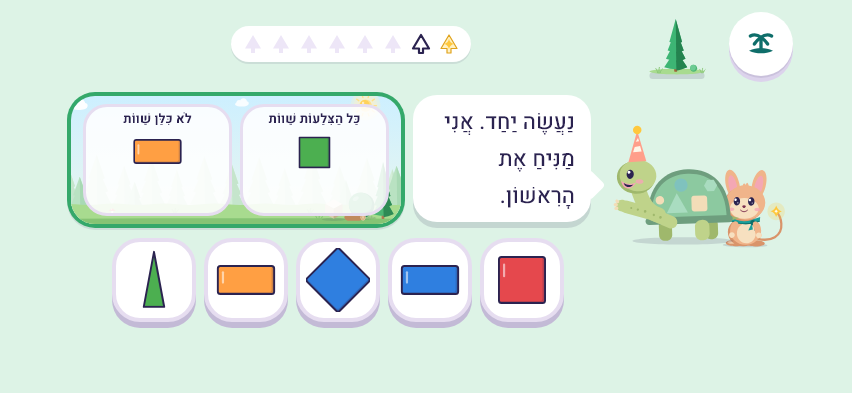 כָּל הַצְּלָעוֹת שָׁווֹת
לֹא כֻּלָּן שָׁווֹת
נַעֲשֶׂה יַחַד. אֲנִי
מַנִּיחַ אֶת
הָרִאשׁוֹן.